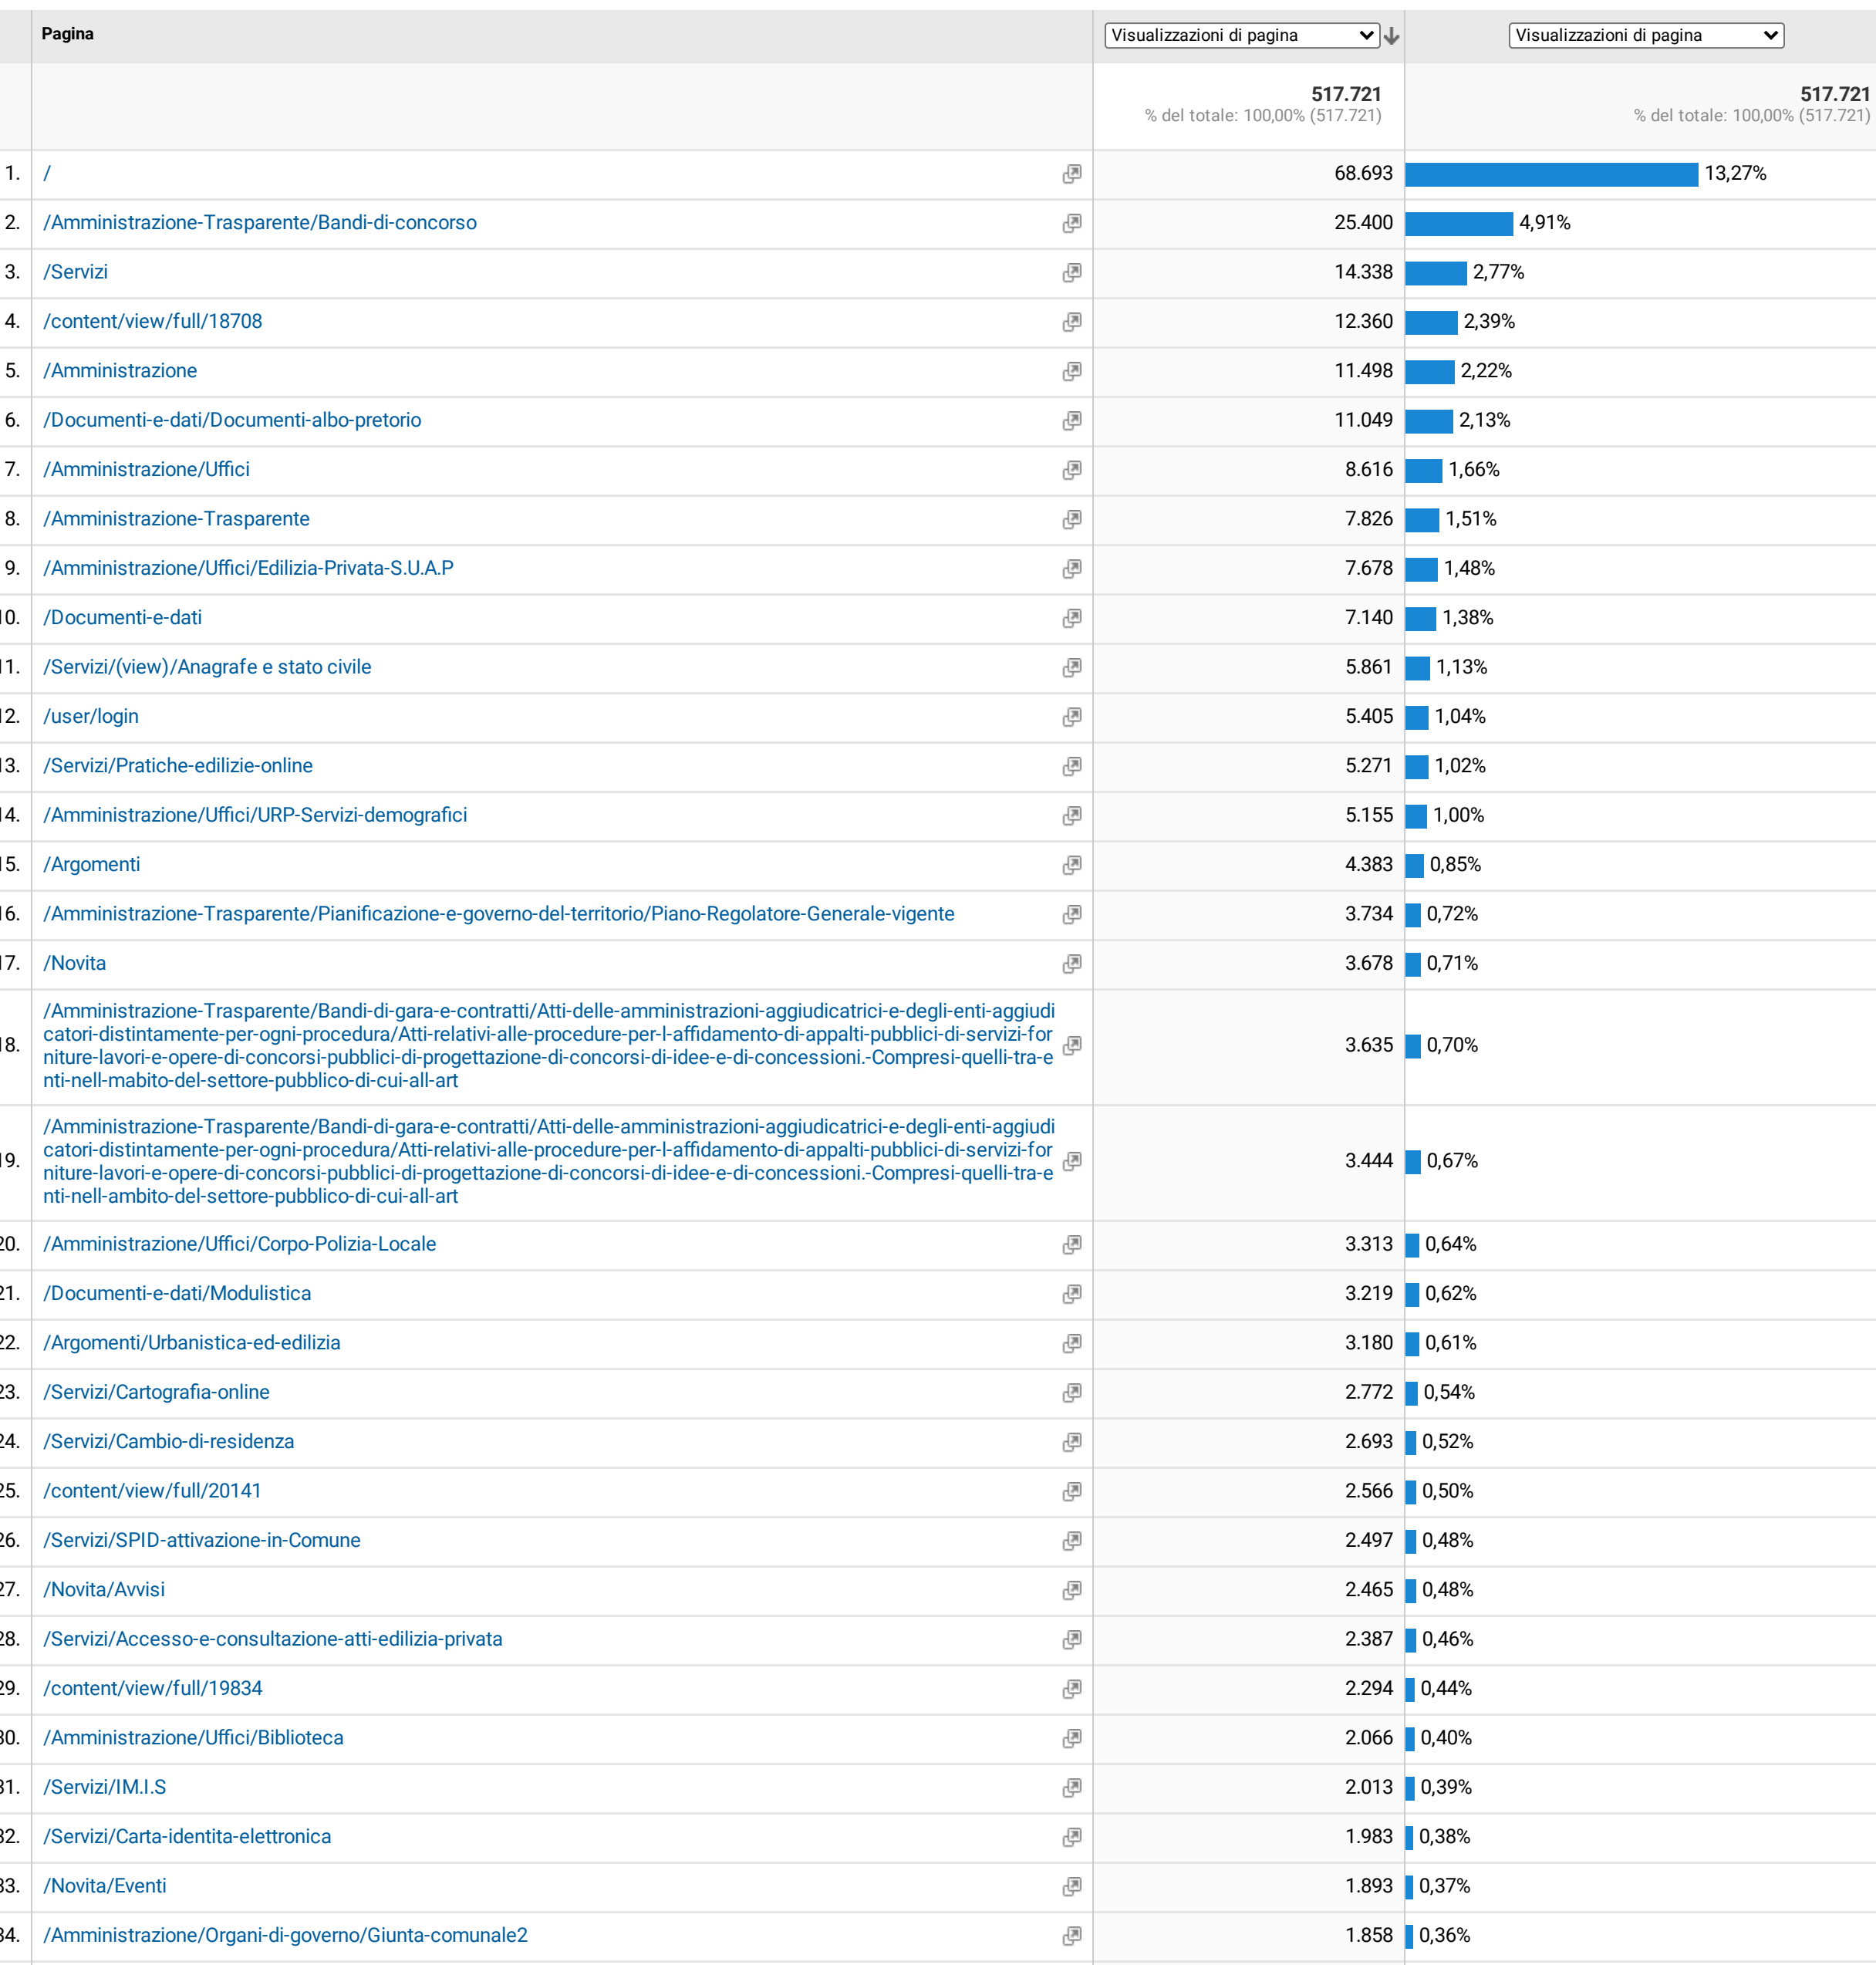 Pagina Visualizzazioni di pagina Visualizzazioni di pagina
517.721 517.721
% del totale: 100,00% (517.721) % del totale: 100,00% (517.721)
1. / 68.693 13,27%
2. /Amministrazione-Trasparente/Bandi-di-concorso 25.400 4,91%
3. /Servizi 14.338 2,77%
4. /content/view/full/18708 12.360 2,39%
5. /Amministrazione 11.498 2,22%
6. /Documenti-e-dati/Documenti-albo-pretorio 11.049 2,13%
7. /Amministrazione/Uffici 8.616 1,66%
8. /Amministrazione-Trasparente 7.826 1,51%
9. /Amministrazione/Uffici/Edilizia-Privata-S.U.A.P 7.678 1,48%
10. /Documenti-e-dati 7.140 1,38%
11. /Servizi/(view)/Anagrafe e stato civile 5.861 1,13%
12. /user/login 5.405 1,04%
13. /Servizi/Pratiche-edilizie-online 5.271 1,02%
14. /Amministrazione/Uffici/URP-Servizi-demografici 5.155 1,00%
15. /Argomenti 4.383 0,85%
16. /Amministrazione-Trasparente/Pianificazione-e-governo-del-territorio/Piano-Regolatore-Generale-vigente 3.734 0,72%
17. /Novita 3.678 0,71%
/Amministrazione-Trasparente/Bandi-di-gara-e-contratti/Atti-delle-amministrazioni-aggiudicatrici-e-degli-enti-aggiudi
catori-distintamente-per-ogni-procedura/Atti-relativi-alle-procedure-per-l-affidamento-di-appalti-pubblici-di-servizi-for
18. niture-lavori-e-opere-di-concorsi-pubblici-di-progettazione-di-concorsi-di-idee-e-di-concessioni.-Compresi-quelli-tra-e 3.635 0,70%
nti-nell-mabito-del-settore-pubblico-di-cui-all-art
/Amministrazione-Trasparente/Bandi-di-gara-e-contratti/Atti-delle-amministrazioni-aggiudicatrici-e-degli-enti-aggiudi
catori-distintamente-per-ogni-procedura/Atti-relativi-alle-procedure-per-l-affidamento-di-appalti-pubblici-di-servizi-for
19. niture-lavori-e-opere-di-concorsi-pubblici-di-progettazione-di-concorsi-di-idee-e-di-concessioni.-Compresi-quelli-tra-e 3.444 0,67%
nti-nell-ambito-del-settore-pubblico-di-cui-all-art
20. /Amministrazione/Uffici/Corpo-Polizia-Locale 3.313 0,64%
21. /Documenti-e-dati/Modulistica 3.219 0,62%
22. /Argomenti/Urbanistica-ed-edilizia 3.180 0,61%
23. /Servizi/Cartografia-online 2.772 0,54%
24. /Servizi/Cambio-di-residenza 2.693 0,52%
25. /content/view/full/20141 2.566 0,50%
26. /Servizi/SPID-attivazione-in-Comune 2.497 0,48%
27. /Novita/Avvisi 2.465 0,48%
28. /Servizi/Accesso-e-consultazione-atti-edilizia-privata 2.387 0,46%
29. /content/view/full/19834 2.294 0,44%
30. /Amministrazione/Uffici/Biblioteca 2.066 0,40%
31. /Servizi/IM.I.S 2.013 0,39%
32. /Servizi/Carta-identita-elettronica 1.983 0,38%
33. /Novita/Eventi 1.893 0,37%
34. /Amministrazione/Organi-di-governo/Giunta-comunale2 1.858 0,36%